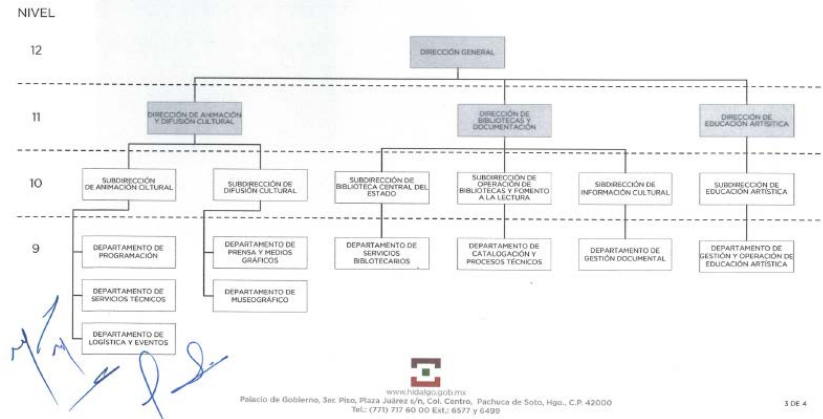 NIVEL
12
DIRECCIÓN GENERAL
11
DIRECCIÓN DE ANIMACIÓN
Y DIFUSIÓN CULTURAL
DIRECCIÓN DE
BIBLIOTECAS Y
DOCUMENTACIÓN
DIRECCIÓN DE
EDUCACIÓN ARTÍSITICA
10
SUBDIRECCIÓN
DE ANIMACIÓN CILTURAL
SUBDIRECCIÓN DE
DIFUSIÓN CULTURAL
SUBDIRECCIÓN DE
BIBLIOTECA CENTRAL DEL
ESTADO
SUBDIRECCIÓN DE
OPERACIÓN DE
BIBLIOTECAS Y FOMENTO
A LA LECTURA
SIBDIRECCIÓN DE
INFORMACIÓN CULTURAL
SUBDIRECCIÓN DE
EDUCACIÓN ARTÍSTICA
9
DEPARTAMENTO DE
PROGRAMACIÓN
DEPARTAMENTO DE
PRENSA Y MEDIOS
GRÁFICOS
DEPARTAMENTO DE
SERVICIOS
BIBLOTECARIOS
DEPARTAMENTO DE
CATALOGACIÓN Y
PROCESOS TÉCNICOS
DEPARTAMENTO DE
GESTIÓN DOCUMENTAL
DEPARTAMENTO DE
GESTIÓN Y OPERACIÓN DE
EDUCACIÓN ARTÍSTICA
DEPARTAMENTO DE
SERVICIOS TÉCNICOS
DEPARTAMENTO DE
MUSEOGRÁFICO
DEPARTAMENTO DE
LOGÍSTICA Y EVENTOS
www.hidalgo.gob.mx
Palacio de Gobierno, 3er. Piso, Plaza Juárez s/n, Col. Centro, Pachuca de Soto, Hgo., C.P. 42000
Tel.: (771) 717 60 00 Ext.: 6577 y 6499
3 DE 4